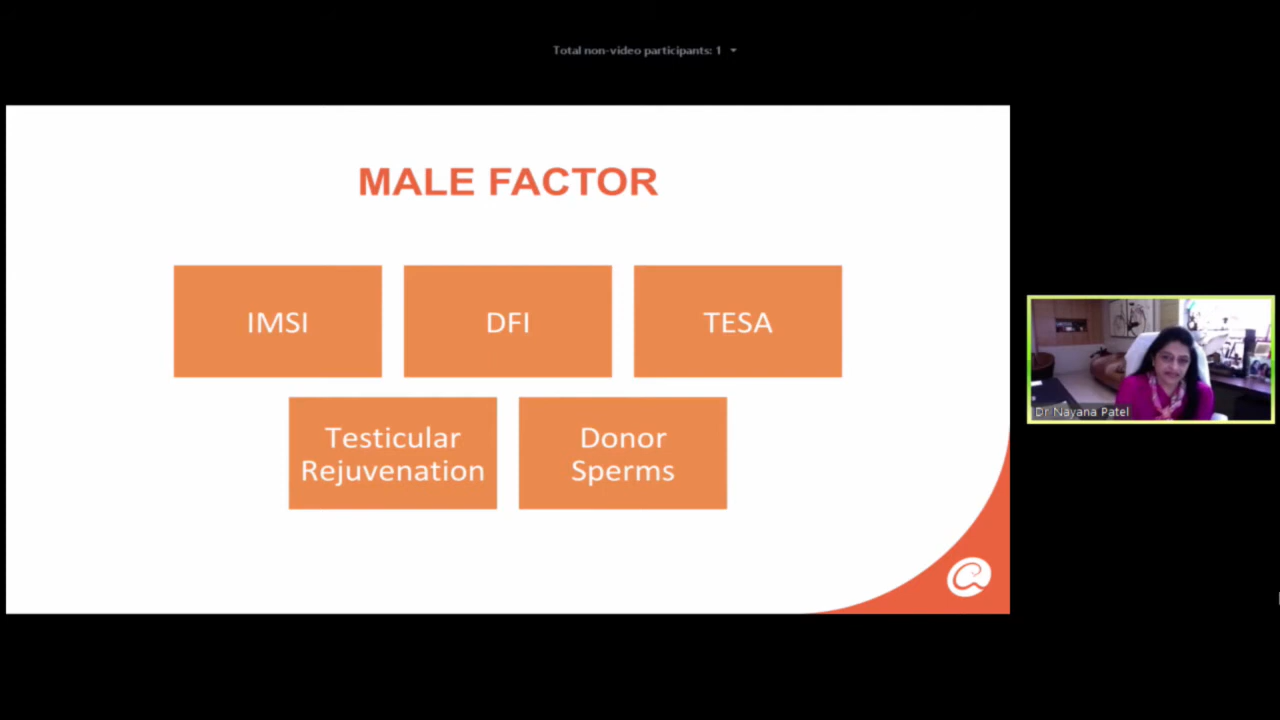 Total non-video participants: 1
MALE FACTOR
IMSI
DFI
TESA
Testicular
Rejuvenation
Donor
Sperms
Dr Nayana Patel